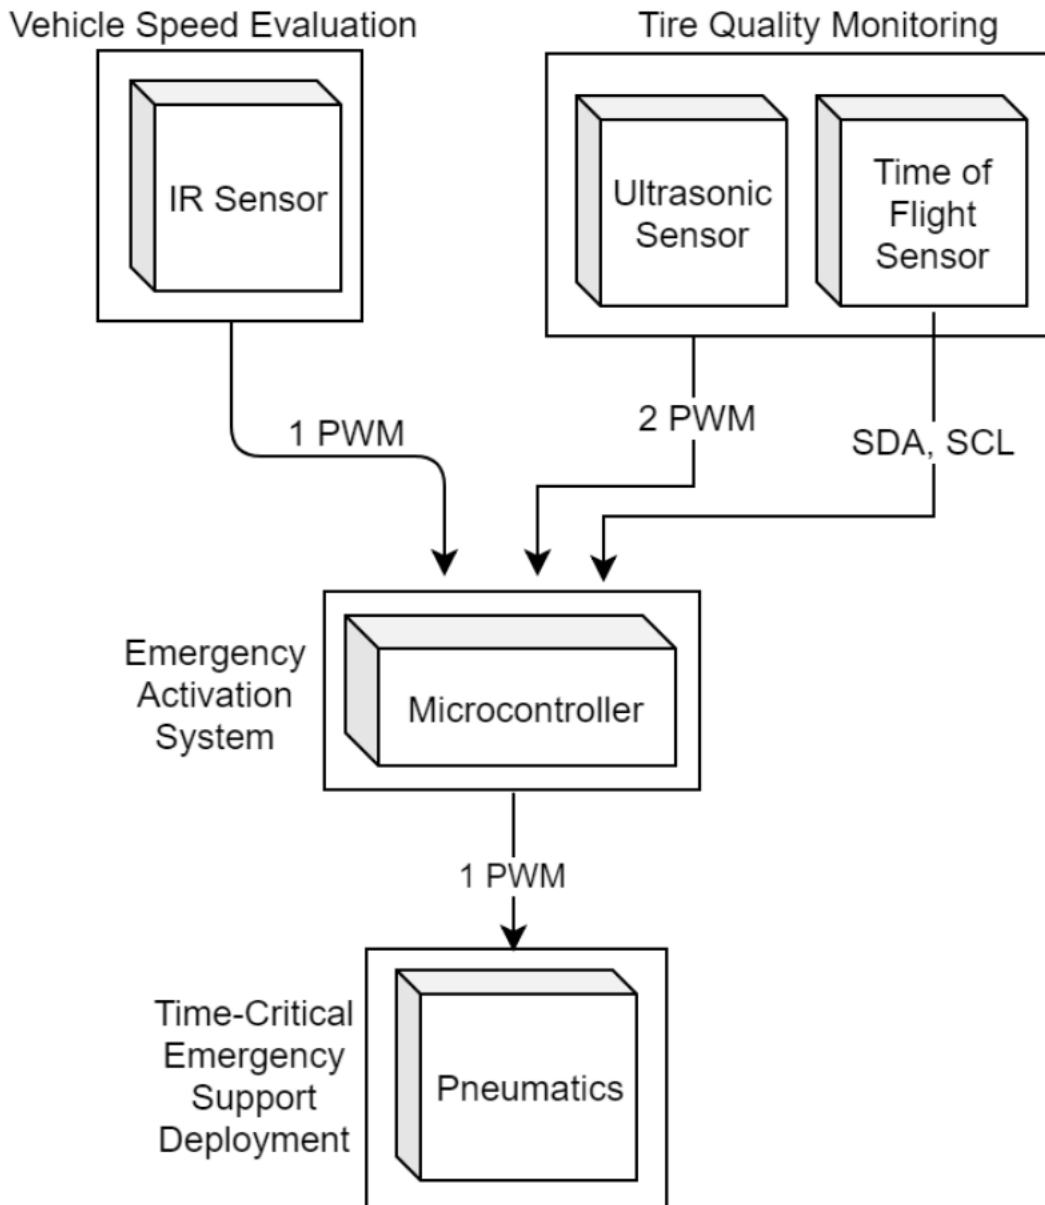 Vehicle Speed Evaluation
Tire Quality Monitoring
IR Sensor
Ultrasonic
Sensor
Time of
Flight
Sensor
1 PWM
2 PWM
SDA, SCL
Emergency
Activation
System
Microcontroller
1 PWM
Time-Critical
Emergency
Support
Deployment
Pneumatics